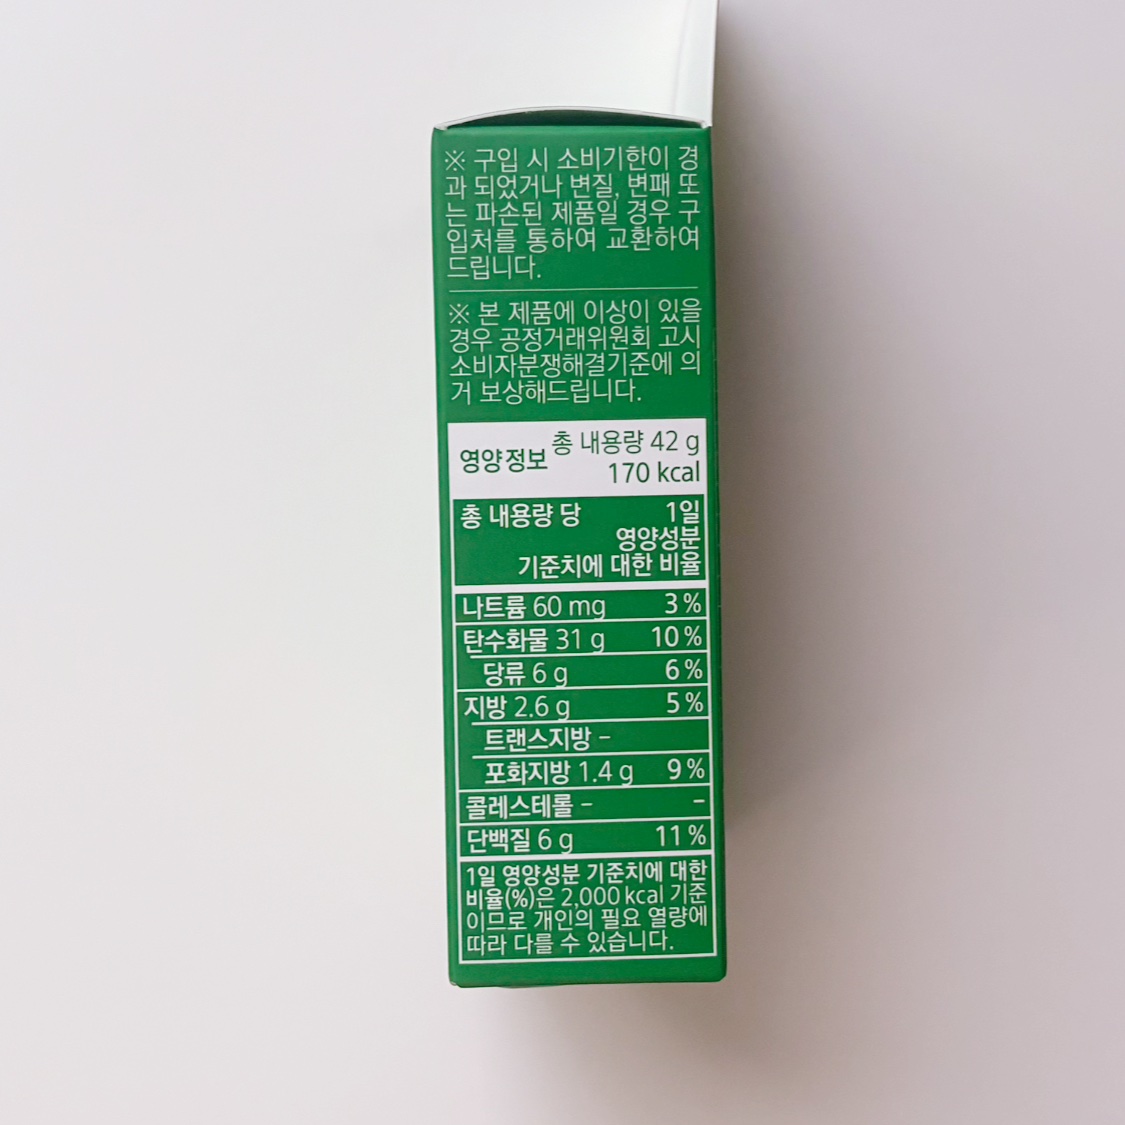 ※ 구입 시 소비기한이 경
과 되었거나 변질, 변패 또
는 파손된 제품일 경우 구
입처를 통하여 교환하여
드립니다.
※ 본 제품에 이상이 있을
경우 공정거래위원회 고시
소비자분쟁해결기준에 의
거 보상해드립니다.
영양정보 총 내용량 42 g
170 kcal
총 내용량 당 1일
영양성분
기준치에 대한 비율
나트륨 60 mg 3 %
탄수화물 31 g 10 %
당류 6 g 6 %
지방 2.6 g 5 %
트랜스지방 –
포화지방 1.4 g 9 %
콜레스테롤 – –
단백질 6 g 11 %
1일 영양성분 기준치에 대한
비율(%)은 2,000 kcal 기준
이므로 개인의 필요 열량에
따라 다를 수 있습니다.